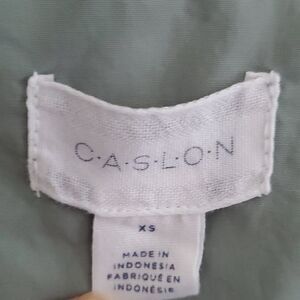 C·A·S·L·O·N
XS
MADE IN
INDONESIA
FABRIQUÉ EN
INDONÉSIE